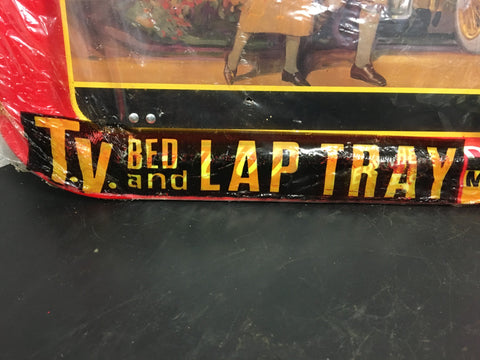 T.V. BED and LAP TRAY